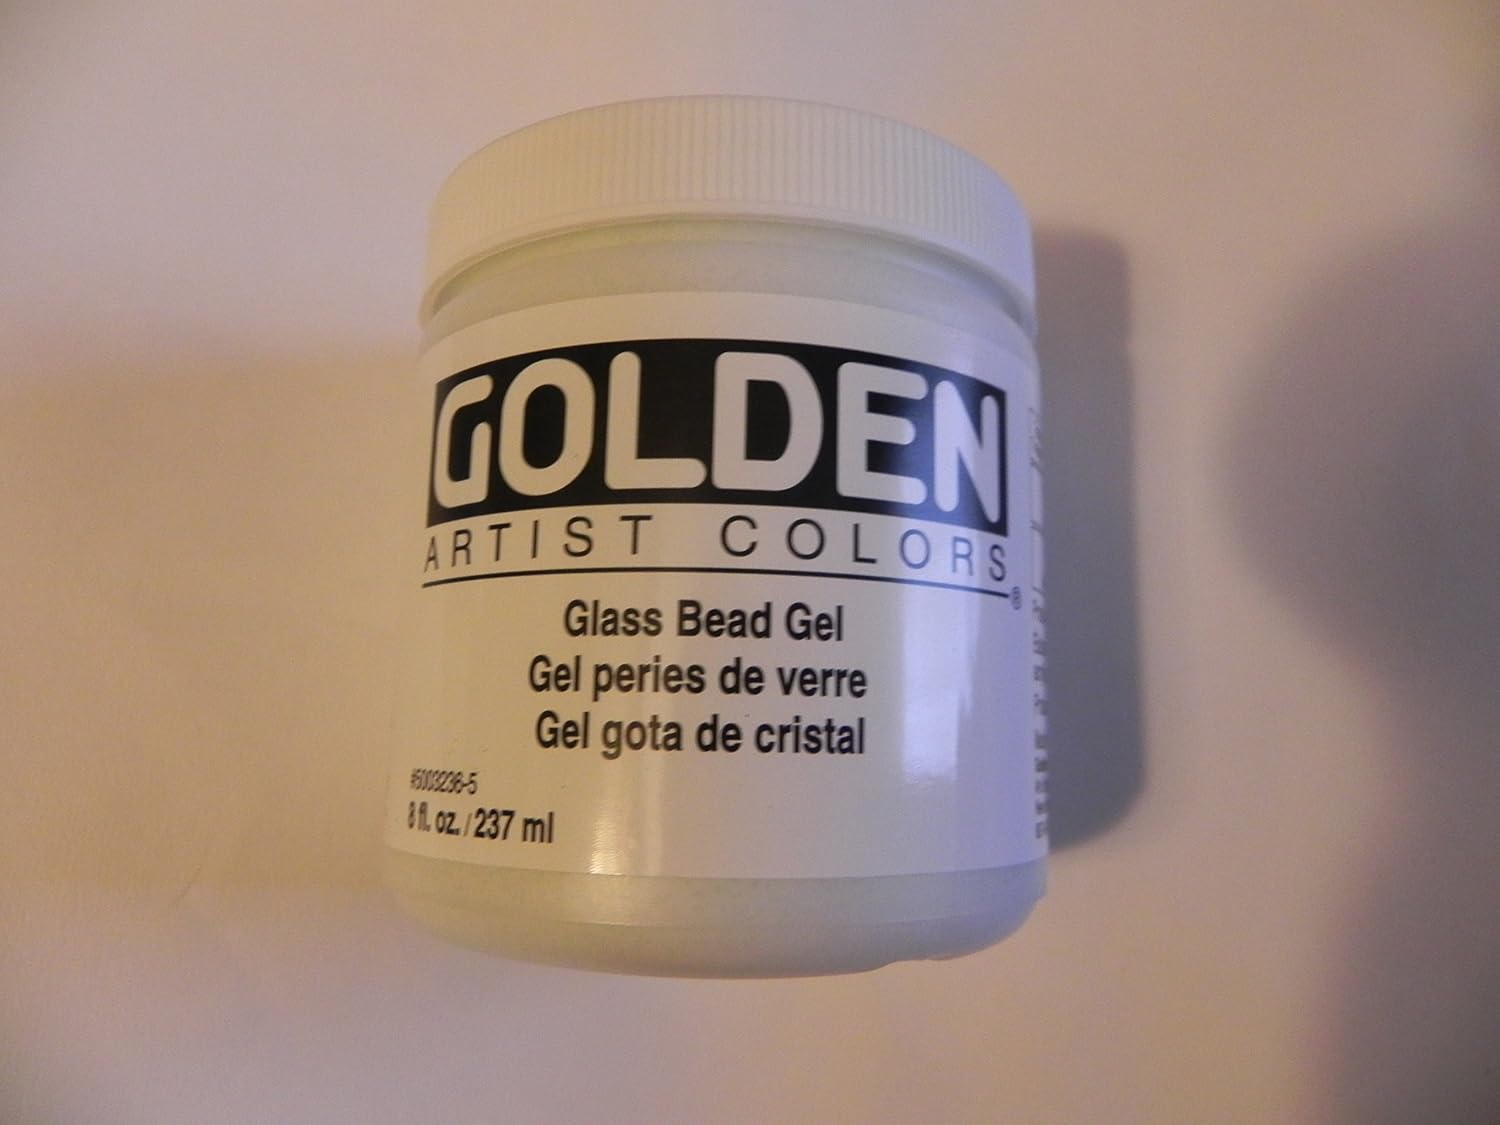 GOLDEN
ARTIST COLORS®
Glass Bead Gel
Gel peries de verre
Gel gota de cristal
#5003236-5
8 fl. oz. / 237 ml